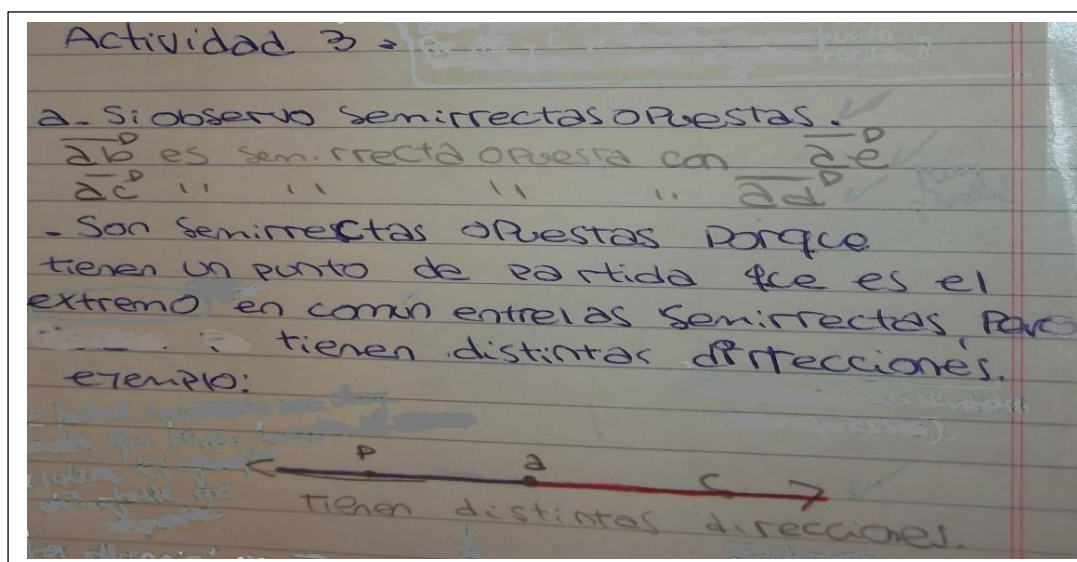 Actividad 3:
a- Si observo semirrectas opuestas.
ab es semirrecta opuesta con ae
ac '' '' '' '' ad
- Son semirrectas opuestas porque
tienen un punto de partida que es el
extremo en común entre las semirrectas, pero
tienen distintas dirrecciones.
ejemplo:
P a c
Tienen distintas direcciones.